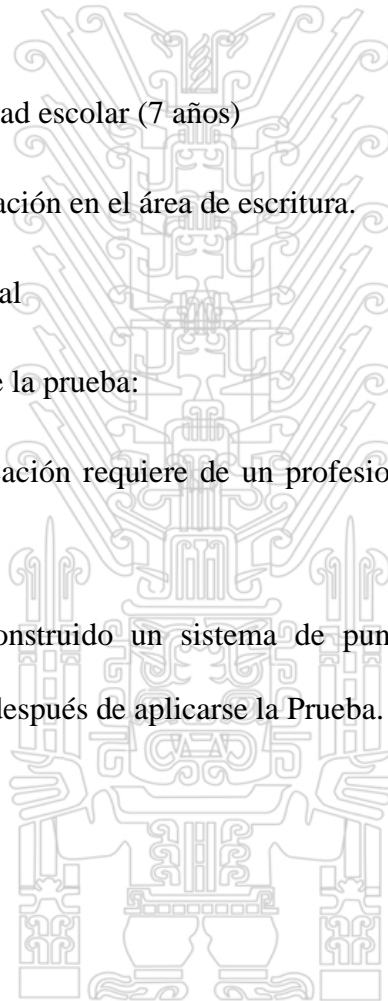 ad escolar (7 años)
ación en el área de escritura.
al
e la prueba:
ación requiere de un profesio
onstruido un sistema de pun
después de aplicarse la Prueba.